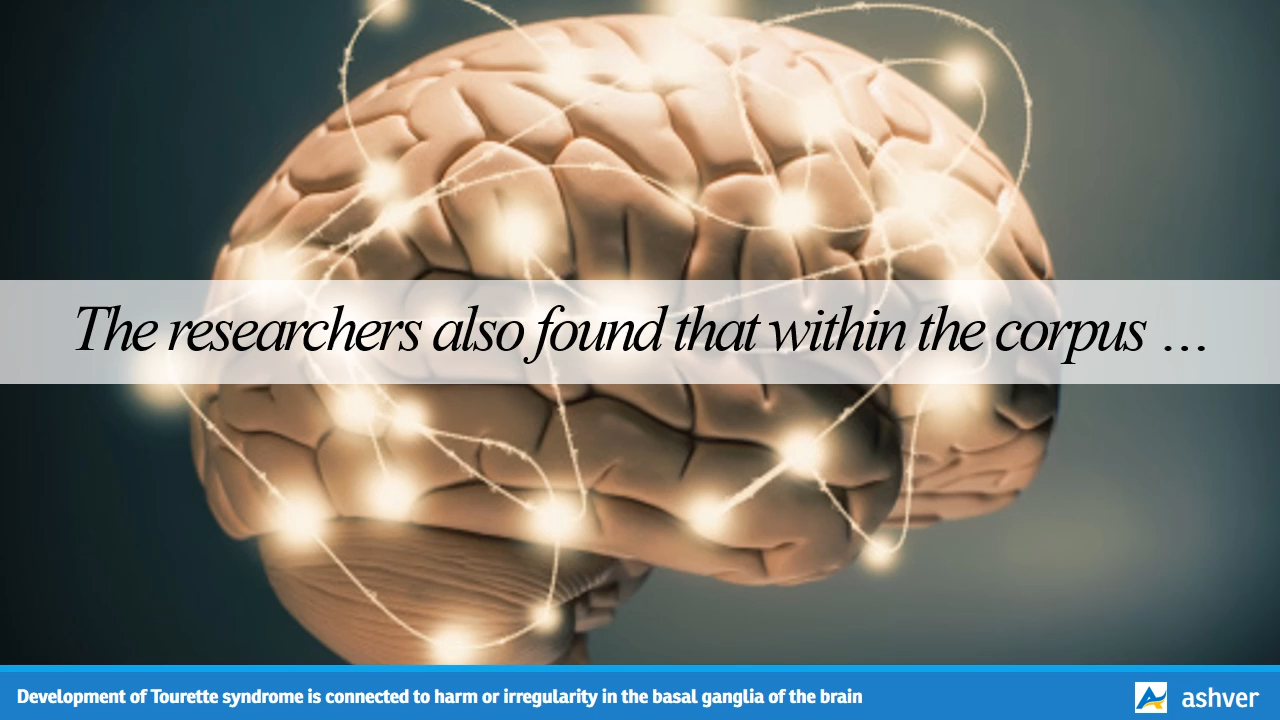 The researchers also found that within the corpus …
Development of Tourette syndrome is connected to harm or irregularity in the basal ganglia of the brain
ashver